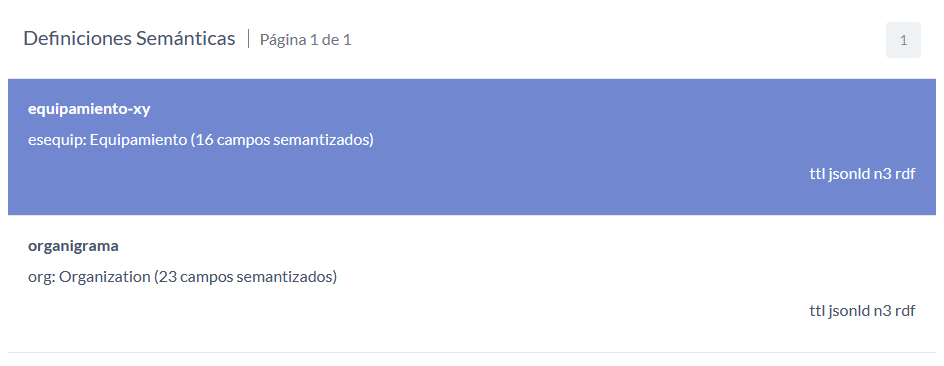 Definiciones Semánticas | Página 1 de 1
1
equipamiento-xy
esequip: Equipamiento (16 campos semantizados)
ttl jsonld n3 rdf
organigrama
org: Organization (23 campos semantizados)
ttl jsonld n3 rdf